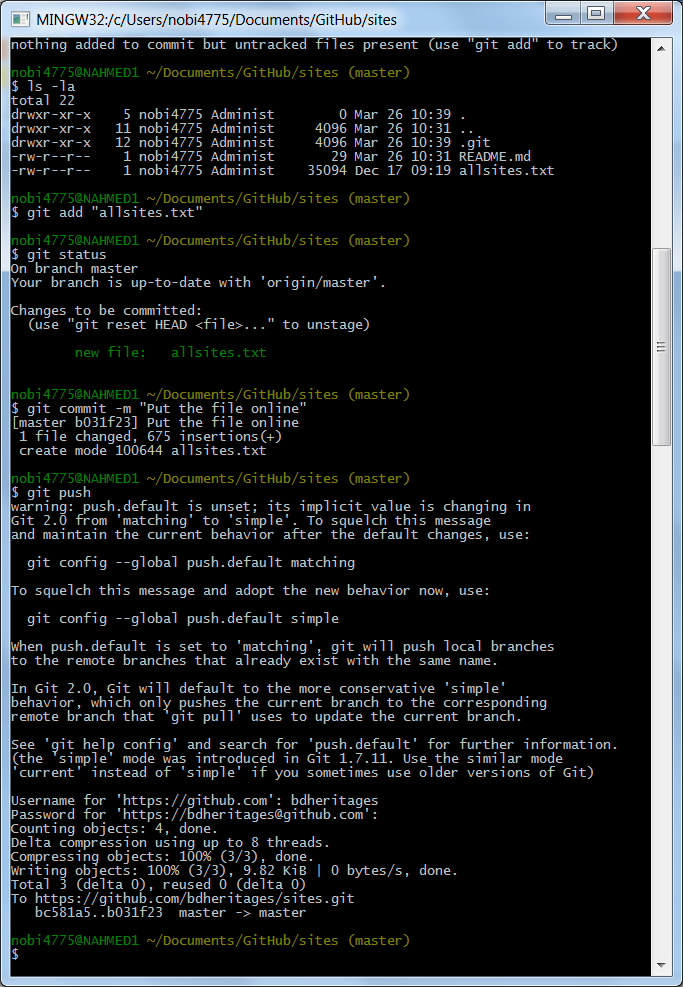 MINGW32:/c/Users/nobi4775/Documents/GitHub/sites
nothing added to commit but untracked files present (use "git add" to track)
nobi4775@NAHMED1 ~/Documents/GitHub/sites (master)
$ ls -la
total 22
drwxr-xr-x    5 nobi4775 Administ        0 Mar 26 10:39 .
drwxr-xr-x   11 nobi4775 Administ     4096 Mar 26 10:31 ..
drwxr-xr-x   12 nobi4775 Administ     4096 Mar 26 10:39 .git
-rw-r--r--    1 nobi4775 Administ       29 Mar 26 10:31 README.md
-rw-r--r--    1 nobi4775 Administ    35094 Dec 17 09:19 allsites.txt
nobi4775@NAHMED1 ~/Documents/GitHub/sites (master)
$ git add "allsites.txt"
nobi4775@NAHMED1 ~/Documents/GitHub/sites (master)
$ git status
On branch master
Your branch is up-to-date with 'origin/master'.
Changes to be committed:
  (use "git reset HEAD <file>..." to unstage)
        new file:   allsites.txt
nobi4775@NAHMED1 ~/Documents/GitHub/sites (master)
$ git commit -m "Put the file online"
[master b031f23] Put the file online
 1 file changed, 675 insertions(+)
 create mode 100644 allsites.txt
nobi4775@NAHMED1 ~/Documents/GitHub/sites (master)
$ git push
warning: push.default is unset; its implicit value is changing in
Git 2.0 from 'matching' to 'simple'. To squelch this message
and maintain the current behavior after the default changes, use:
  git config --global push.default matching
To squelch this message and adopt the new behavior now, use:
  git config --global push.default simple
When push.default is set to 'matching', git will push local branches
to the remote branches that already exist with the same name.
In Git 2.0, Git will default to the more conservative 'simple'
behavior, which only pushes the current branch to the corresponding
remote branch that 'git pull' uses to update the current branch.
See 'git help config' and search for 'push.default' for further information.
(the 'simple' mode was introduced in Git 1.7.11. Use the similar mode
'current' instead of 'simple' if you sometimes use older versions of Git)
Username for 'https://github.com': bdheritages
Password for 'https://bdheritages@github.com':
Counting objects: 4, done.
Delta compression using up to 8 threads.
Compressing objects: 100% (3/3), done.
Writing objects: 100% (3/3), 9.82 KiB | 0 bytes/s, done.
Total 3 (delta 0), reused 0 (delta 0)
To https://github.com/bdheritages/sites.git
   bc581a5..b031f23  master -> master
nobi4775@NAHMED1 ~/Documents/GitHub/sites (master)
$